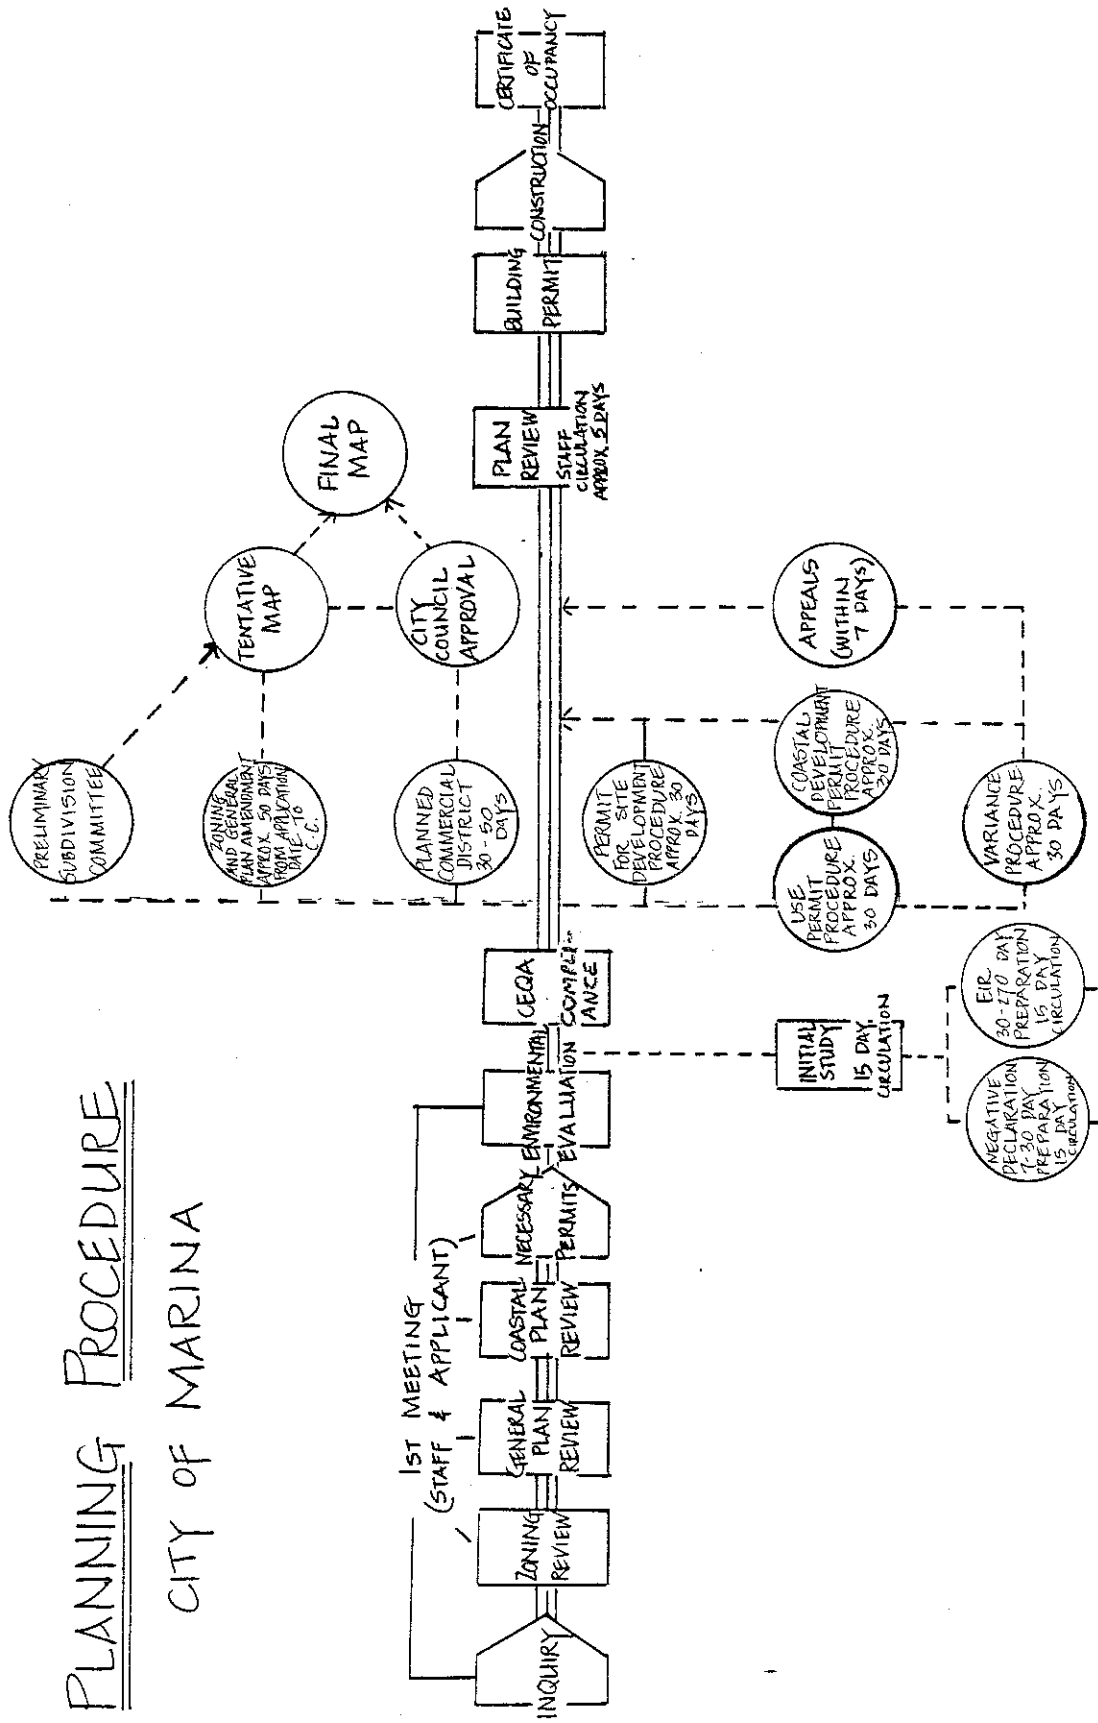 PLANNING PROCEDURE
CITY OF MARINA
1ST MEETING
(STAFF & APPLICANT)
INQUIRY
ZONING
REVIEW
GENERAL
PLAN
REVIEW
COASTAL
PLAN
REVIEW
NECESSARY
PERMITS
ENVIRONMENTAL
EVALUATION
CEQA
COMPLI-
ANCE
INITIAL
STUDY
15 DAY
CIRCULATION
NEGATIVE
DECLARATION
7-30 DAY
PREPARATION
15 DAY
CIRCULATION
EIR
30-270 DAY
PREPARATION
15 DAY
CIRCULATION
PRELIMINARY
SUBDIVISION
COMMITTEE
ZONING
AND GENERAL
PLAN AMENDMENT
APPROX. 50 DAYS
FROM APPLICATION
DATE TO
C.C.
PLANNED
COMMERCIAL
DISTRICT
30-50
DAYS
PERMIT
FOR SITE
DEVELOPMENT
PROCEDURE
APPROX. 30
DAYS
USE
PERMIT
PROCEDURE
APPROX.
30 DAYS
COASTAL
DEVELOPMENT
PERMIT
PROCEDURE
APPROX.
30 DAYS
VARIANCE
PROCEDURE
APPROX.
30 DAYS
APPEALS
(WITHIN
7 DAYS)
TENTATIVE
MAP
CITY
COUNCIL
APPROVAL
FINAL
MAP
PLAN
REVIEW
STAFF
CIRCULATION
APPROX. 5 DAYS
BUILDING
PERMIT
CONSTRUCTION
CERTIFICATE
OF
OCCUPANCY